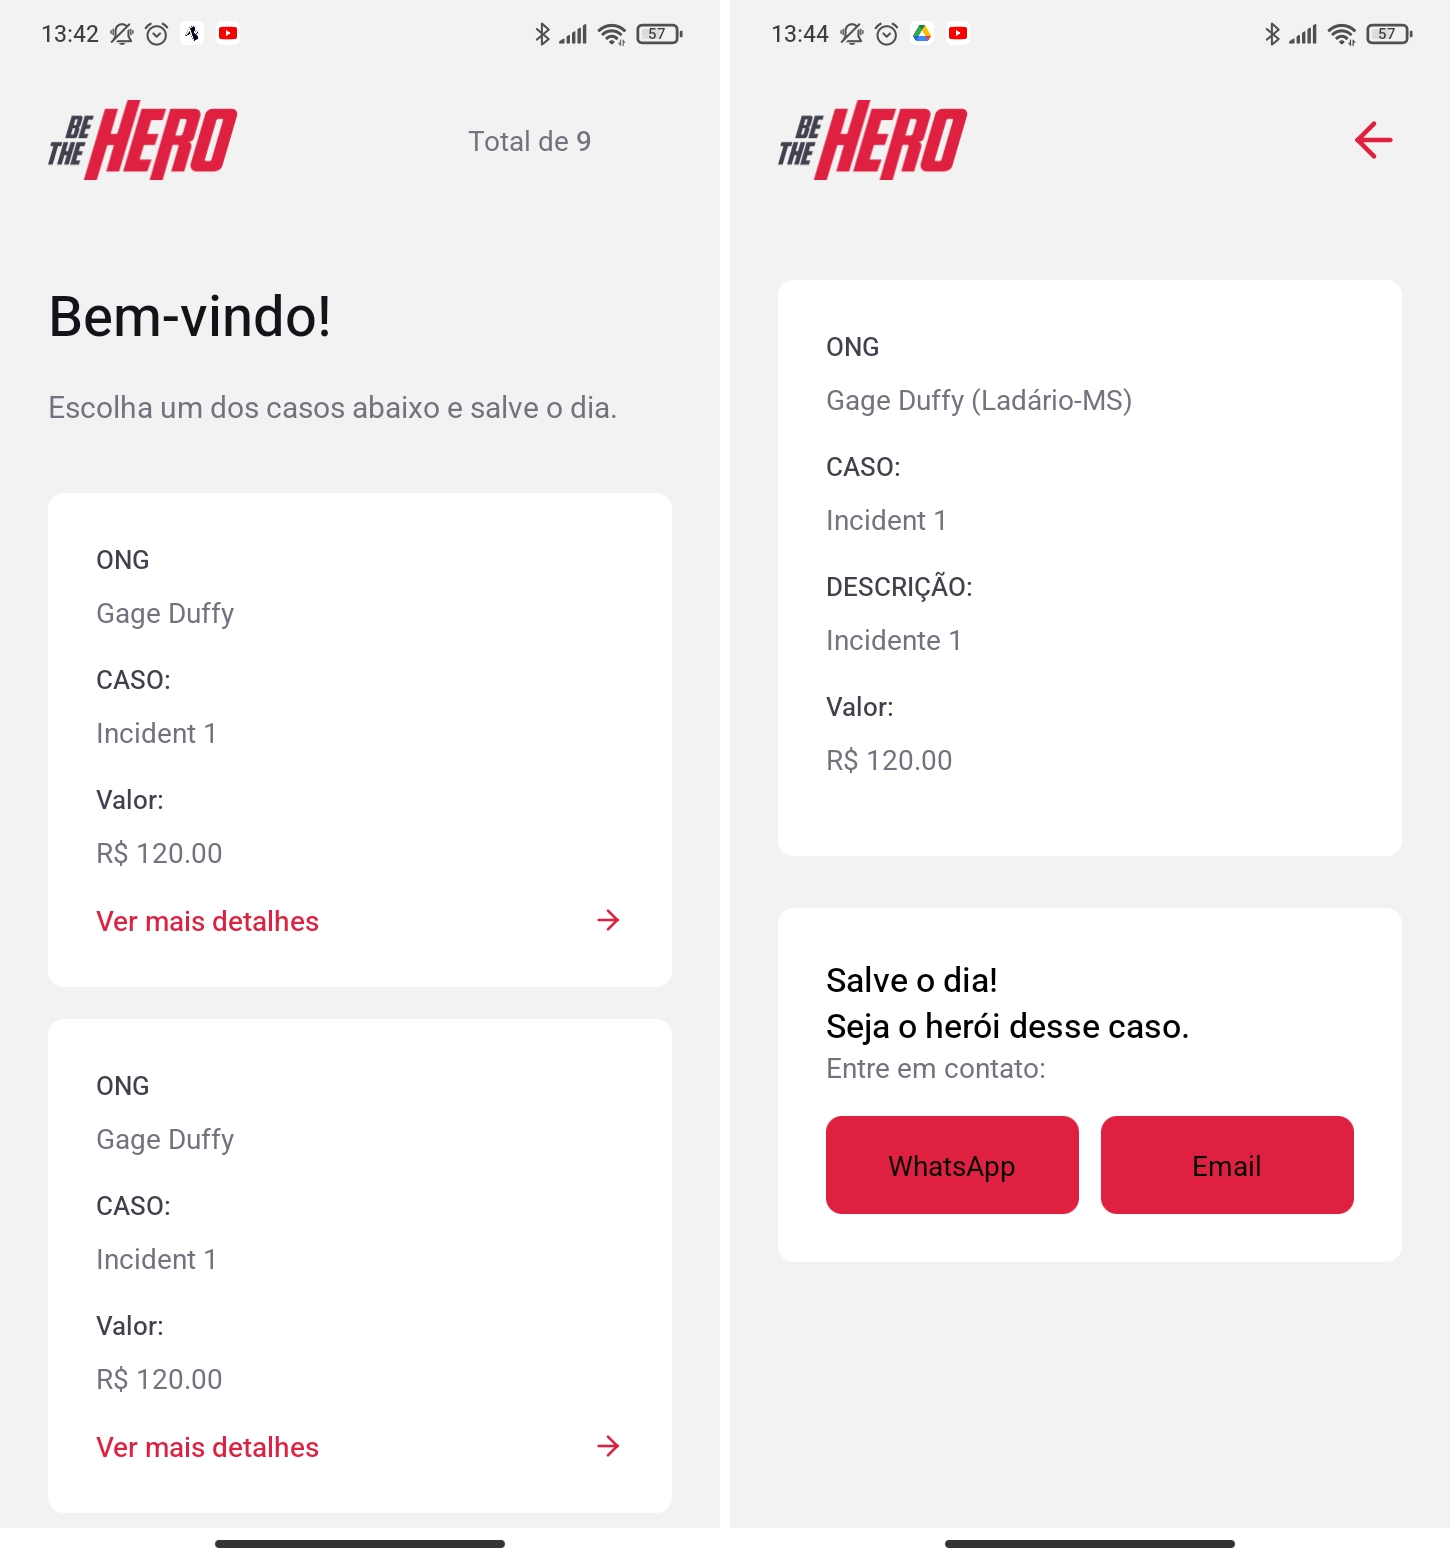 13:42
57
BE
THE HERO
Total de 9
Bem-vindo!
Escolha um dos casos abaixo e salve o dia.
ONG
Gage Duffy
CASO:
Incident 1
Valor:
R$ 120.00
Ver mais detalhes
ONG
Gage Duffy
CASO:
Incident 1
Valor:
R$ 120.00
Ver mais detalhes
13:44
57
BE
THE HERO
ONG
Gage Duffy (Ladário-MS)
CASO:
Incident 1
DESCRIÇÃO:
Incidente 1
Valor:
R$ 120.00
Salve o dia!
Seja o herói desse caso.
Entre em contato:
WhatsApp
Email